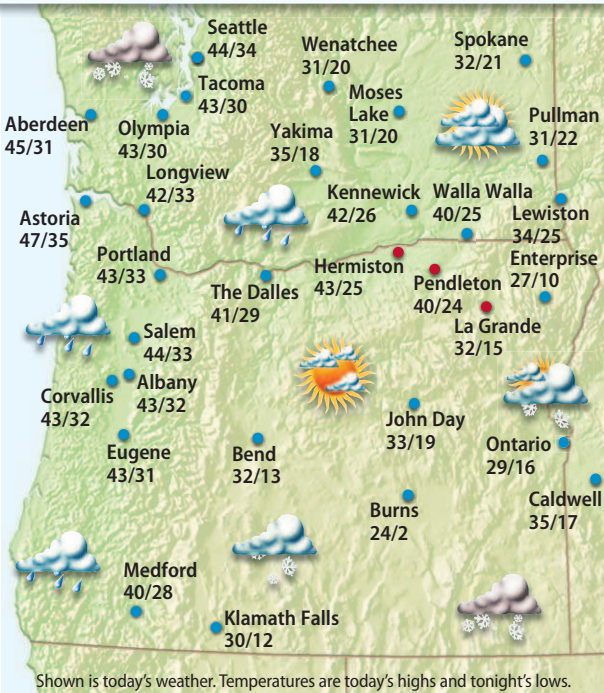 Seattle
44/34
Wenatchee
31/20
Spokane
32/21
Tacoma
43/30
Moses
Lake
31/20
Aberdeen
45/31
Olympia
43/30
Yakima
35/18
Pullman
31/22
Longview
42/33
Kennewick
42/26
Walla Walla
40/25
Lewiston
34/25
Astoria
47/35
Portland
43/33
The Dalles
41/29
Hermiston
43/25
Pendleton
40/24
Enterprise
27/10
La Grande
32/15
Salem
44/33
Corvallis
43/32
Albany
43/32
John Day
33/19
Eugene
43/31
Bend
32/13
Ontario
29/16
Burns
24/2
Caldwell
35/17
Medford
40/28
Klamath Falls
30/12
Shown is today's weather. Temperatures are today's highs and tonight's lows.